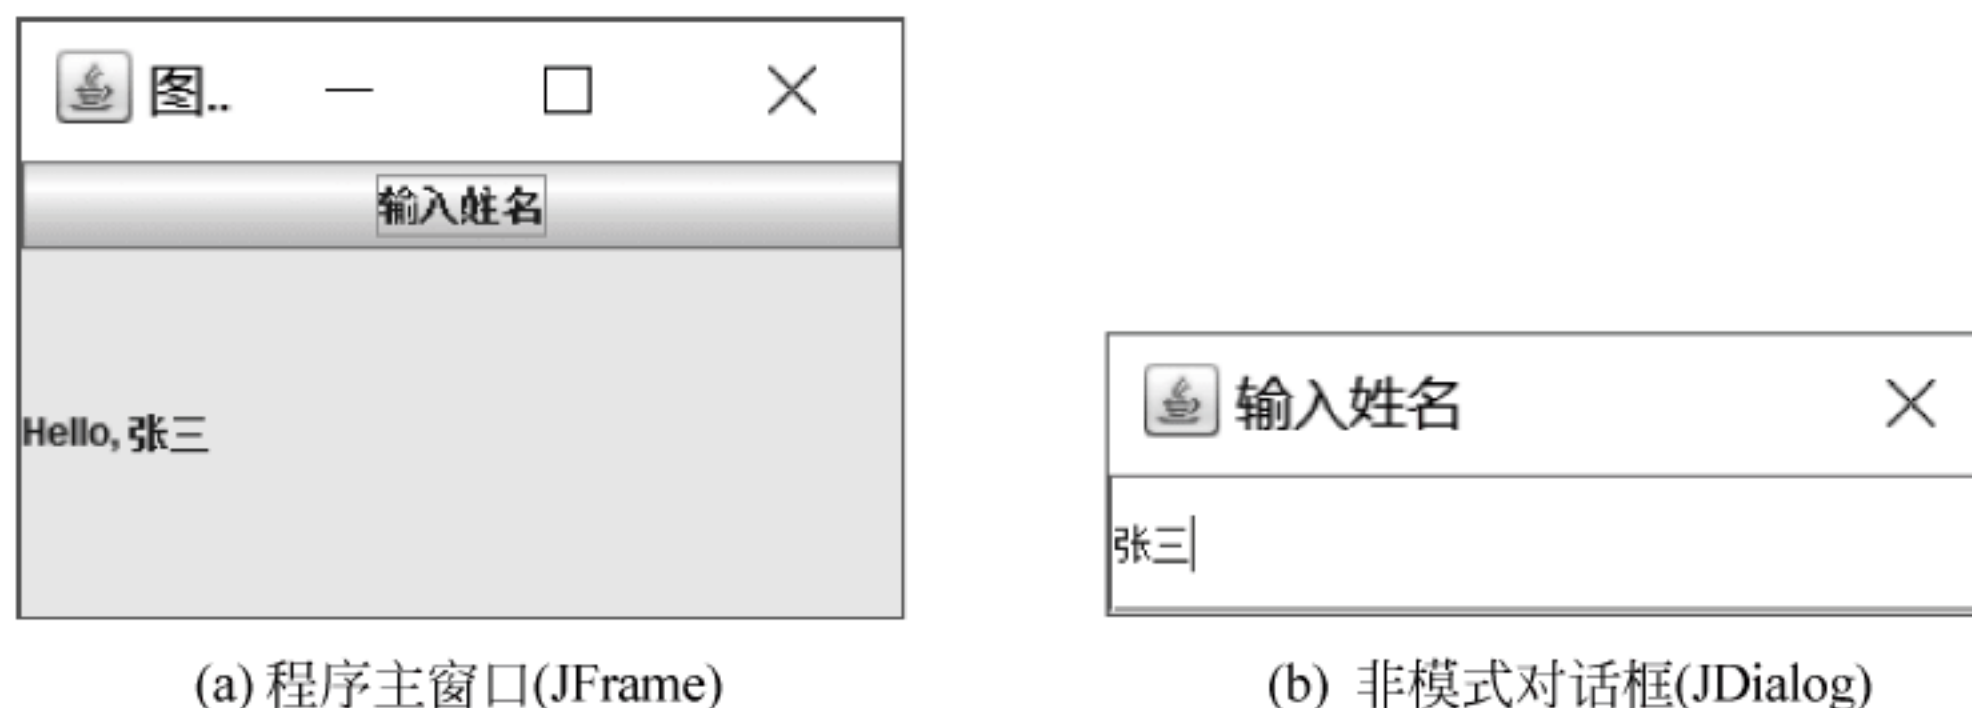 图..
输入姓名
Hello, 张三
输入姓名
张三
(a) 程序主窗口(JFrame)
(b) 非模式对话框(JDialog)